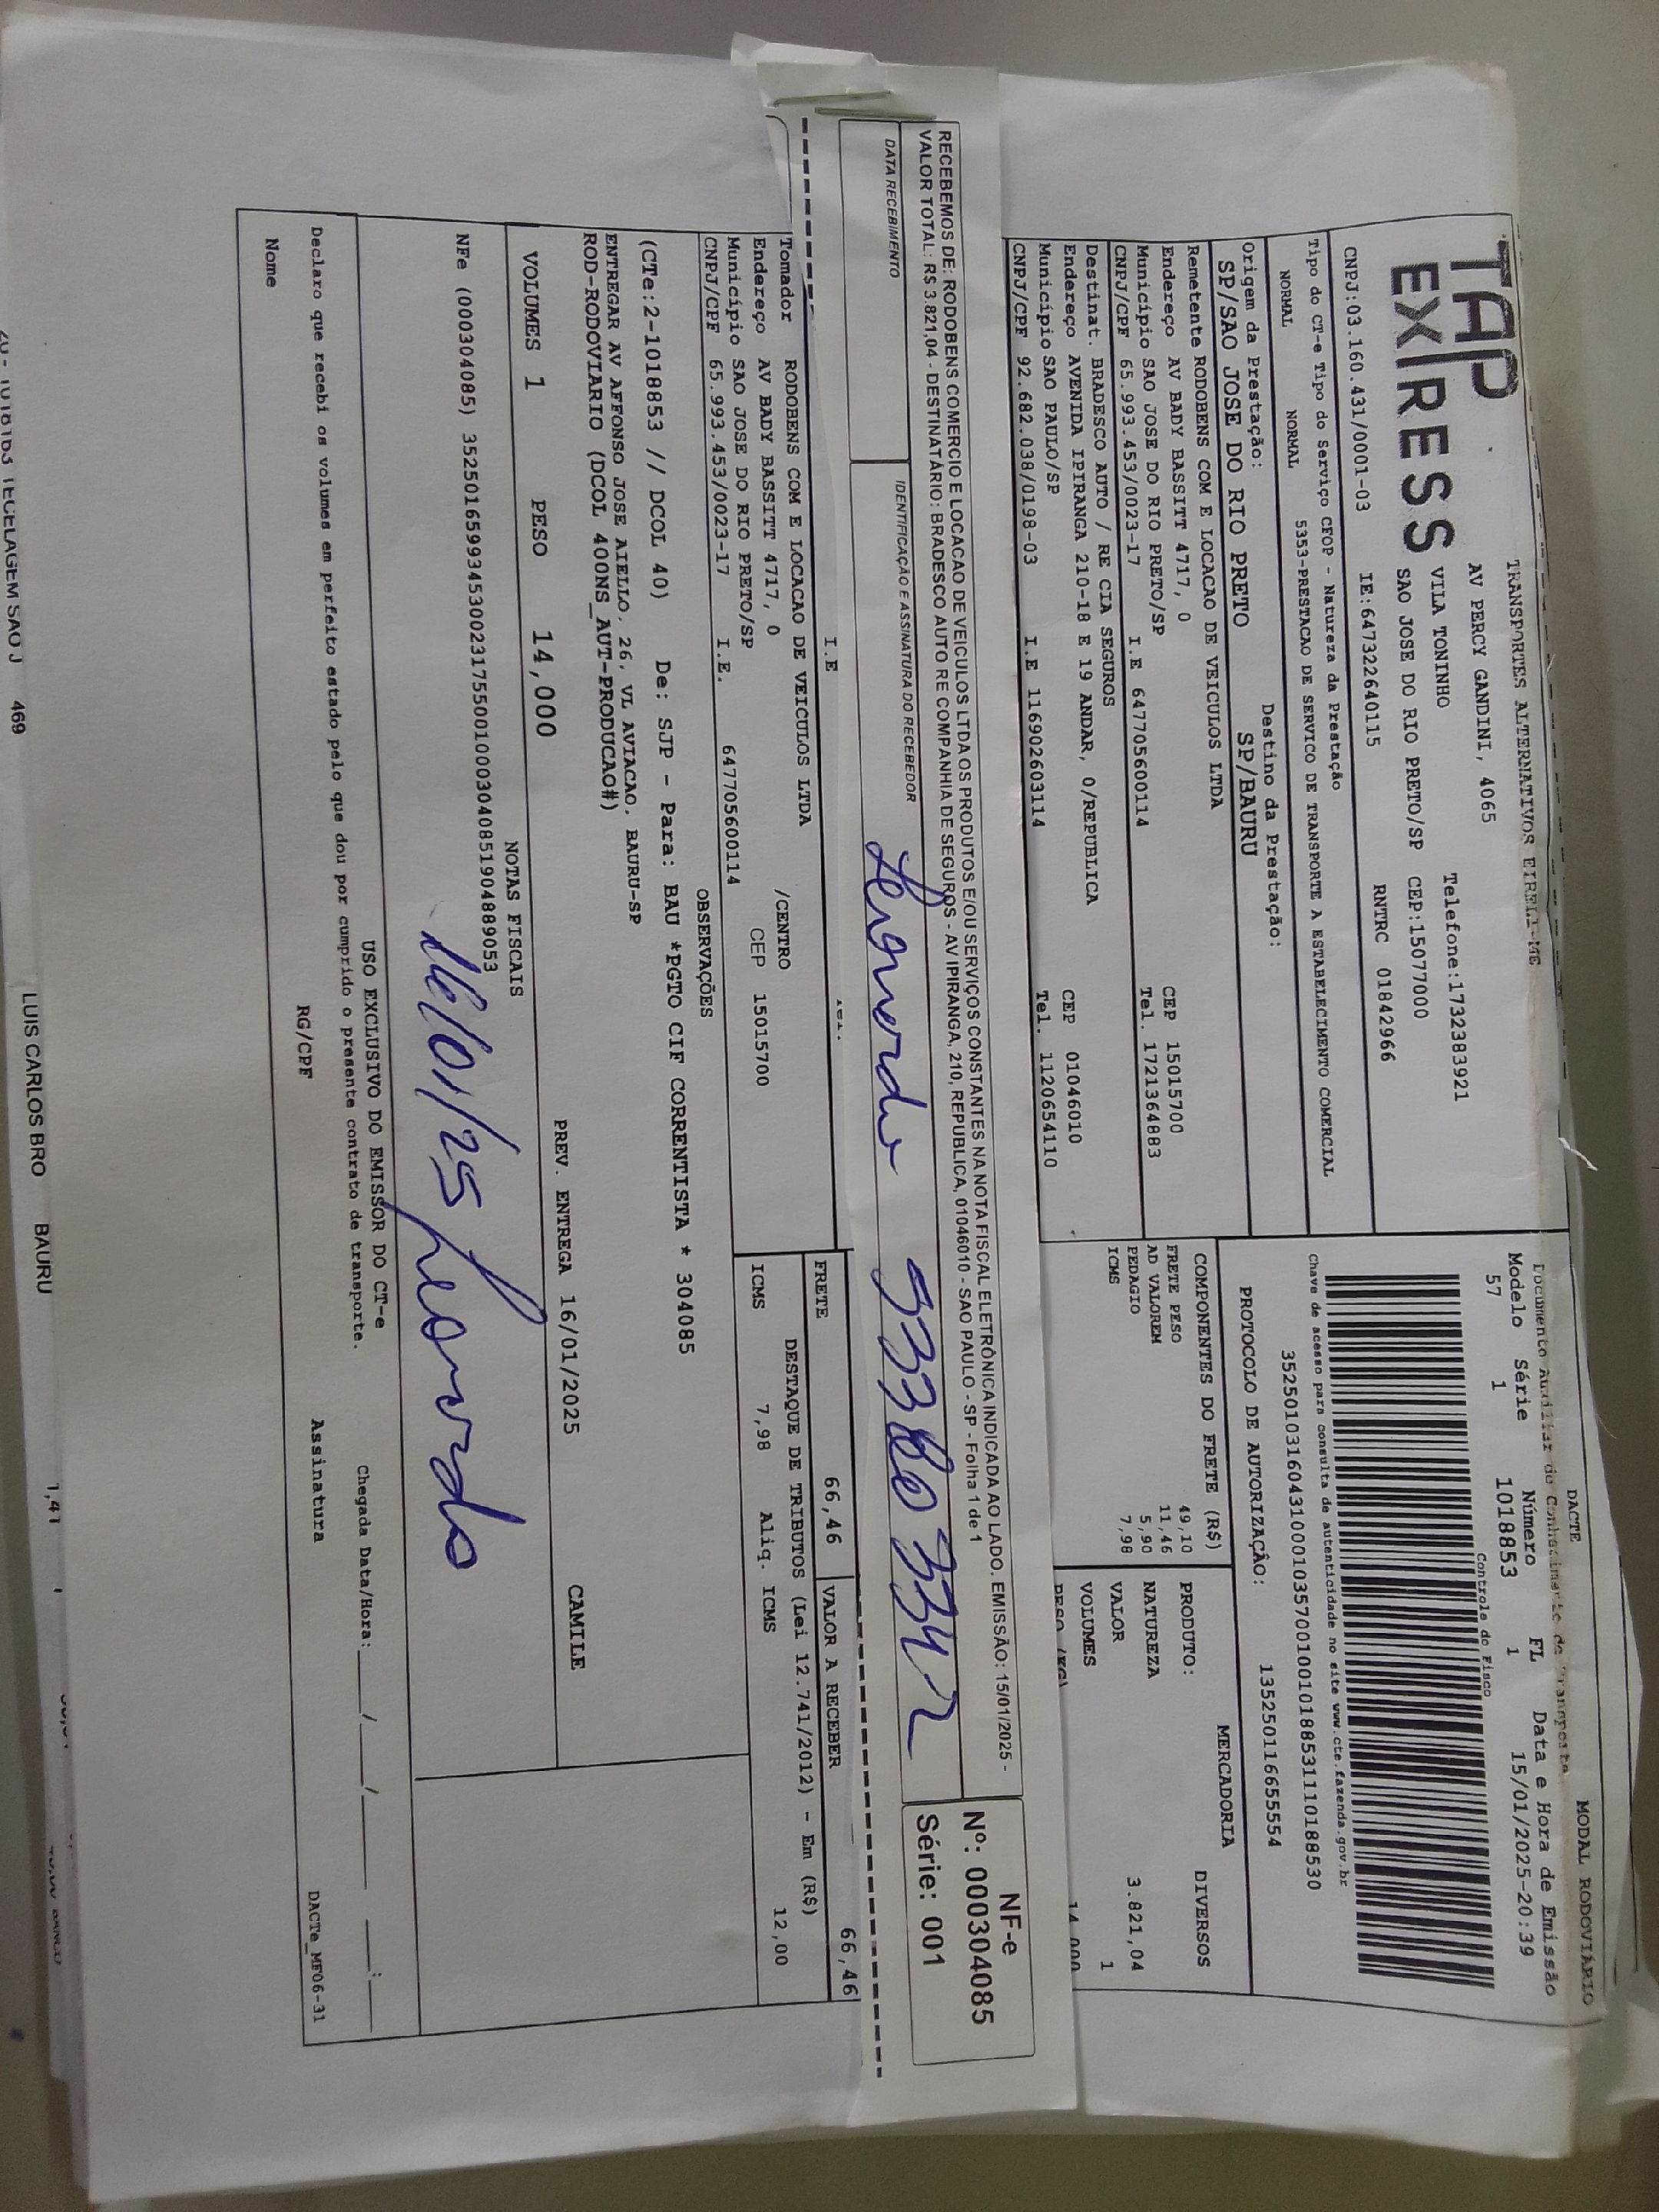 DACTE
MODAL RODOVIÁRIO
Documento Auxiliar de Conhecimento de Transporte
Modelo Série Número FL Data e Hora de Emissão
57 1 1018853 1 15/01/2025-20:39
Controle do Fisco
TAP EXPRESS
TRANSPORTES ALTERNATIVOS EIRELI-ME
AV PERCY GANDINI, 4065
Telefone:1732383921
VILA TONINHO
SAO JOSE DO RIO PRETO/SP CEP:15077000
CNPJ:03.160.431/0001-03 IE:647322640115 RNTRC 01842966
Chave de acesso para consulta de autenticidade no site www.cte.fazenda.gov.br
Tipo do CT-e Tipo do Serviço CFOP - Natureza da Prestação
NORMAL NORMAL 5353-PRESTACAO DE SERVICO DE TRANSPORTE A ESTABELECIMENTO COMERCIAL
35250103160431000103570010010188531110188530
PROTOCOLO DE AUTORIZAÇÃO: 135250116655554
Origem da Prestação: Destino da Prestação:
SP/SAO JOSE DO RIO PRETO SP/BAURU
Remetente RODOBENS COM E LOCACAO DE VEICULOS LTDA
Endereço AV BADY BASSITT 4717, 0 CEP 15015700
Município SAO JOSE DO RIO PRETO/SP Tel. 1721364883
CNPJ/CPF 65.993.453/0023-17 I.E 647705600114
Destinat. BRADESCO AUTO / RE CIA SEGUROS
Endereço AVENIDA IPIRANGA 210-18 E 19 ANDAR, 0/REPUBLICA CEP 01046010
Município SAO PAULO/SP Tel. 1120654110
CNPJ/CPF 92.682.038/0198-03 I.E 116902603114
COMPONENTES DO FRETE (R$)
FRETE PESO 49,10
AD VALOREM 11,46
PEDAGIO 5,90
ICMS 7,98
MERCADORIA
PRODUTO: DIVERSOS
NATUREZA
VALOR 3.821,04
VOLUMES 1
PESO (KG) 14,000
RECEBEMOS DE: RODOBENS COMERCIO E LOCACAO DE VEICULOS LTDA OS PRODUTOS E/OU SERVIÇOS CONSTANTES NA NOTA FISCAL ELETRÔNICA INDICADA AO LADO. EMISSÃO: 15/01/2025 -
VALOR TOTAL: R$ 3.821,04 - DESTINATÁRIO: BRADESCO AUTO RE COMPANHIA DE SEGUROS - AV IPIRANGA, 210, REPUBLICA, 01046010 - SAO PAULO - SP - Folha 1 de 1
DATA RECEBIMENTO
IDENTIFICAÇÃO E ASSINATURA DO RECEBEDOR
Leonardo
NF-e
Nº: 000304085
Série: 001
I.E
FRETE 66,46 VALOR A RECEBER 66,46
Tomador RODOBENS COM E LOCACAO DE VEICULOS LTDA
Endereço AV BADY BASSITT 4717, 0 /CENTRO
Município SAO JOSE DO RIO PRETO/SP CEP 15015700
CNPJ/CPF 65.993.453/0023-17 I.E. 647705600114
DESTAQUE DE TRIBUTOS (Lei 12.741/2012) - Em (R$)
ICMS 7,98 Aliq. ICMS 12,00
OBSERVAÇÕES
(CTe:2-1018853 // DCOL 40) De: SJP - Para: BAU *PGTO CIF CORRENTISTA * 304085
ENTREGAR AV AFFONSO JOSE AIELLO, 26, VL AVIACAO, BAURU-SP
ROD-RODOVIARIO (DCOL 400NS_AUT-PRODUCAO#)
CAMILE
VOLUMES 1 PESO 14,000 PREV. ENTREGA 16/01/2025
NOTAS FISCAIS
NFe (000304085) 35250165993453002317550010003040851904889053
16/01/25 Leonardo
USO EXCLUSIVO DO EMISSOR DO CT-e
Chegada Data/Hora: ___/___/_____ ___:___
Declaro que recebi os volumes em perfeito estado pelo que dou por cumprido o presente contrato de transporte.
Nome RG/CPF Assinatura
DACTe_MF06-31
TECELAGEM SAO J 469 LUIS CARLOS BRO BAURU 1,41